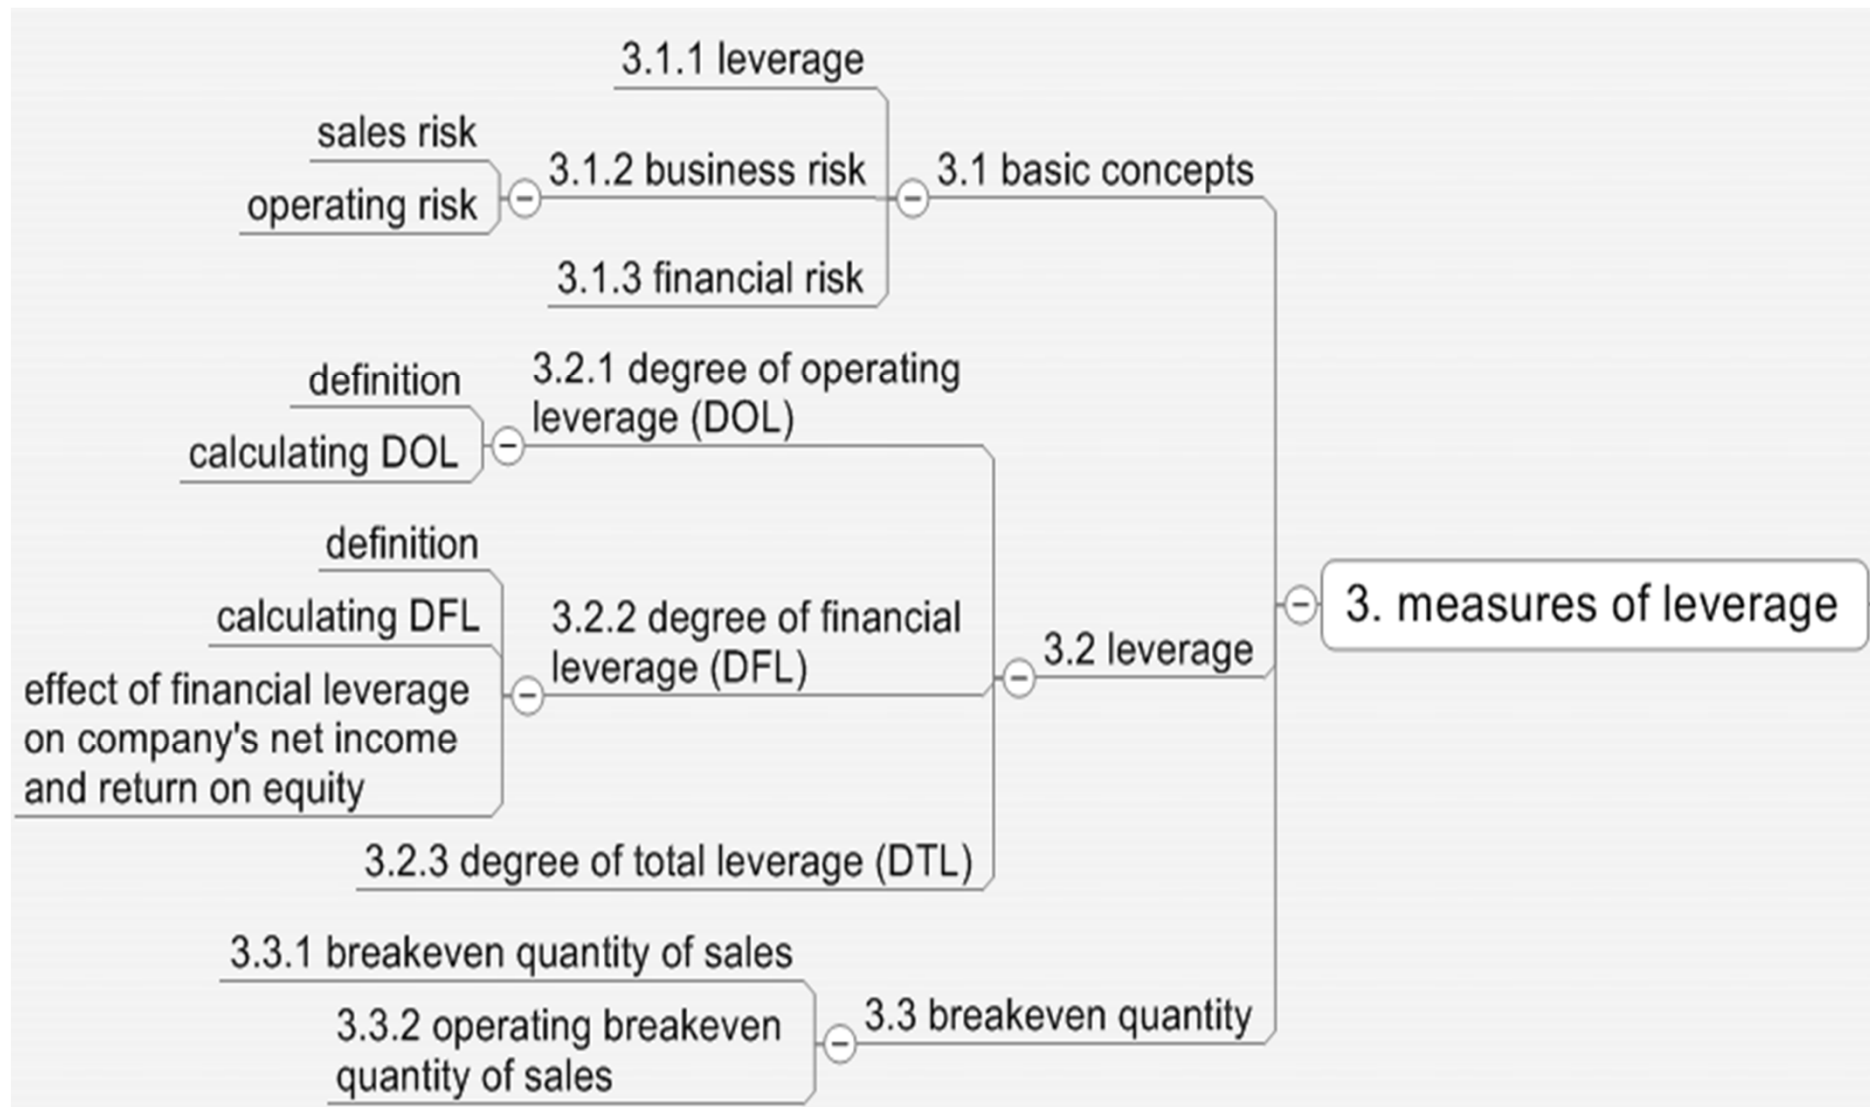 3. measures of leverage
3.1 basic concepts
3.1.1 leverage
3.1.2 business risk
sales risk
operating risk
3.1.3 financial risk
3.2 leverage
3.2.1 degree of operating
leverage (DOL)
definition
calculating DOL
3.2.2 degree of financial
leverage (DFL)
definition
calculating DFL
effect of financial leverage
on company's net income
and return on equity
3.2.3 degree of total leverage (DTL)
3.3 breakeven quantity
3.3.1 breakeven quantity of sales
3.3.2 operating breakeven
quantity of sales